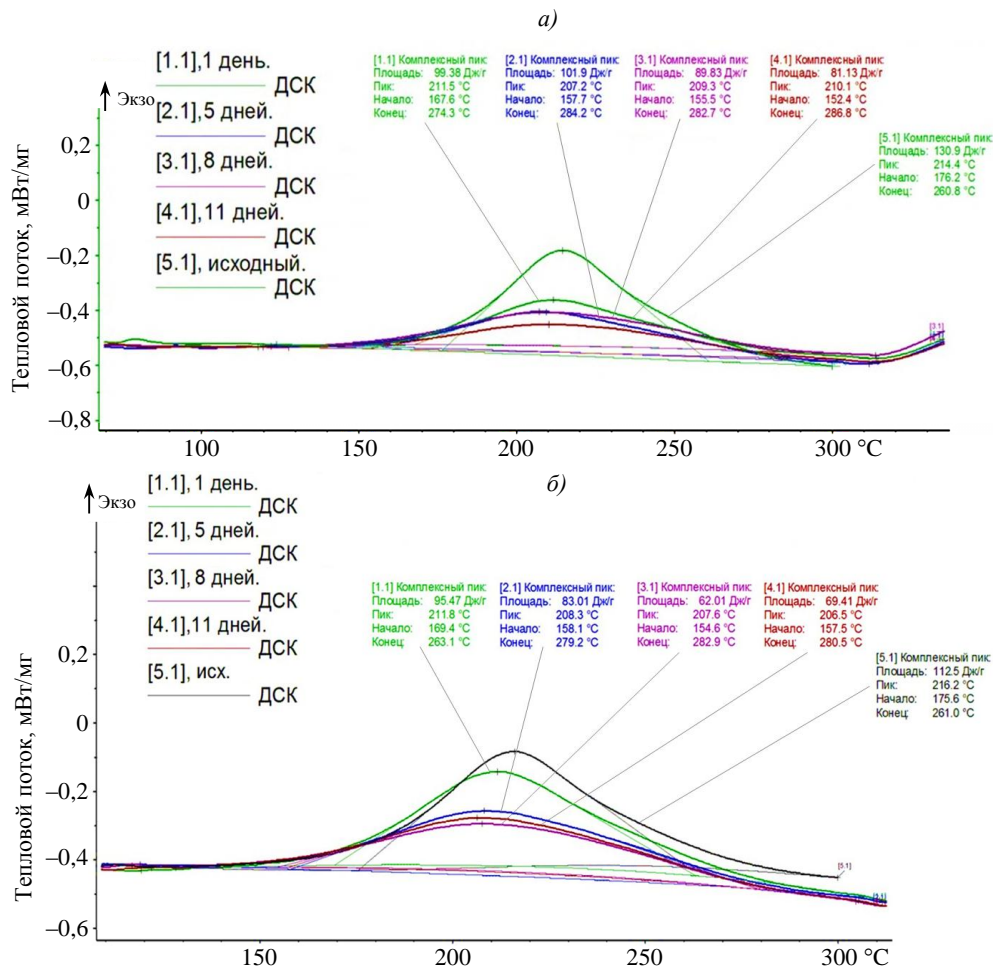 а)
Экзо
[1.1],1 день.
ДСК
[2.1],5 дней.
ДСК
[3.1],8 дней.
ДСК
[4.1],11 дней.
ДСК
[5.1], исходный.
ДСК
[1.1] Комплексный пик:
Площадь: 99.38 Дж/г
Пик: 211.5 °C
Начало: 167.6 °C
Конец: 274.3 °C
[2.1] Комплексный пик:
Площадь: 101.9 Дж/г
Пик: 207.2 °C
Начало: 157.7 °C
Конец: 284.2 °C
[3.1] Комплексный пик:
Площадь: 89.83 Дж/г
Пик: 209.3 °C
Начало: 155.5 °C
Конец: 282.7 °C
[4.1] Комплексный пик:
Площадь: 81.13 Дж/г
Пик: 210.1 °C
Начало: 152.4 °C
Конец: 286.8 °C
[5.1] Комплексный пик:
Площадь: 130.9 Дж/г
Пик: 214.4 °C
Начало: 176.2 °C
Конец: 260.8 °C
Тепловой поток, мВт/мг
0,2
0
–0,2
–0,4
–0,6
–0,8
[3.1]
100 150 200 250 300 °C
б)
Экзо
[1.1],1 день.
ДСК
[2.1],5 дней.
ДСК
[3.1],8 дней.
ДСК
[4.1],11 дней.
ДСК
[5.1], исх.
ДСК
[1.1] Комплексный пик:
Площадь: 95.47 Дж/г
Пик: 211.8 °C
Начало: 169.4 °C
Конец: 263.1 °C
[2.1] Комплексный пик:
Площадь: 83.01 Дж/г
Пик: 208.3 °C
Начало: 158.1 °C
Конец: 279.2 °C
[3.1] Комплексный пик:
Площадь: 62.01 Дж/г
Пик: 207.6 °C
Начало: 154.6 °C
Конец: 282.9 °C
[4.1] Комплексный пик:
Площадь: 69.41 Дж/г
Пик: 206.5 °C
Начало: 157.5 °C
Конец: 280.5 °C
[5.1] Комплексный пик:
Площадь: 112.5 Дж/г
Пик: 216.2 °C
Начало: 175.6 °C
Конец: 261.0 °C
Тепловой поток, мВт/мг
0,2
0
–0,2
–0,4
–0,6
[5.1]
150 200 250 300 °C